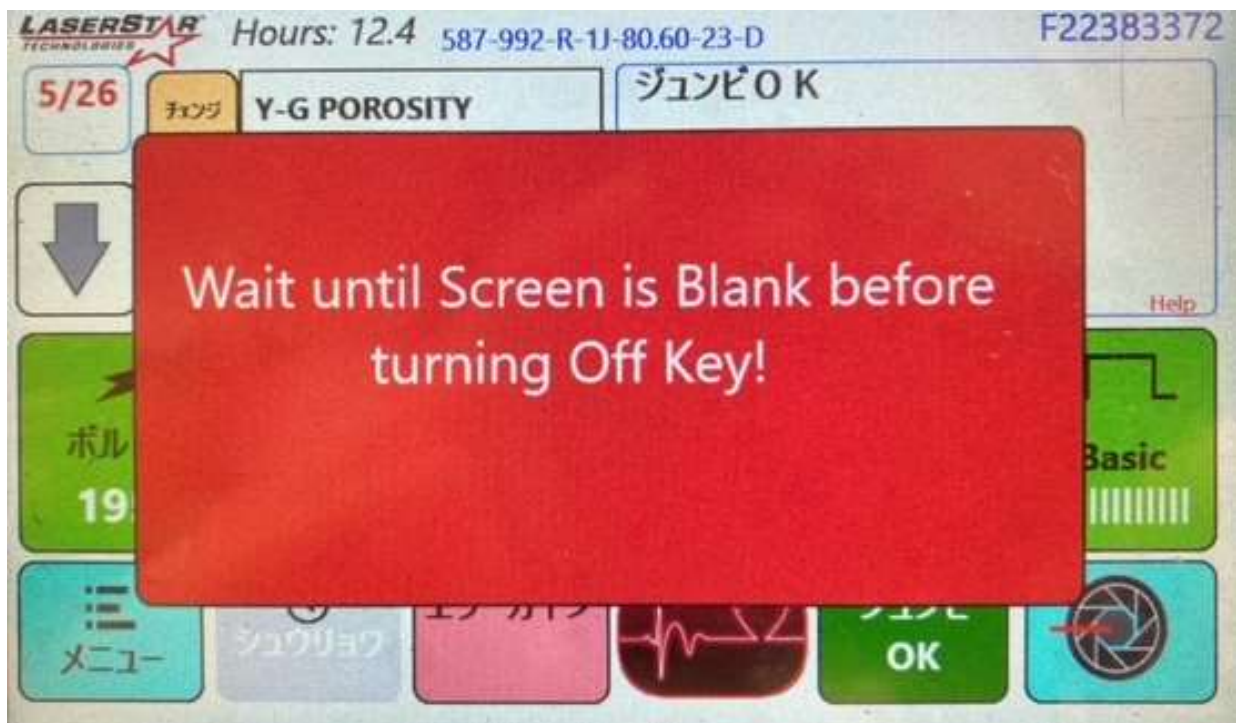 LASERSTAR
TECHNOLOGIES
Hours: 12.4
587-992-R-1J-80.60-23-D
F22383372
5/26
チェンジ
Y-G POROSITY
ジュンビOK
Wait until Screen is Blank before
turning Off Key!
Help
Basic
メニュー
シュウリョウ
OK